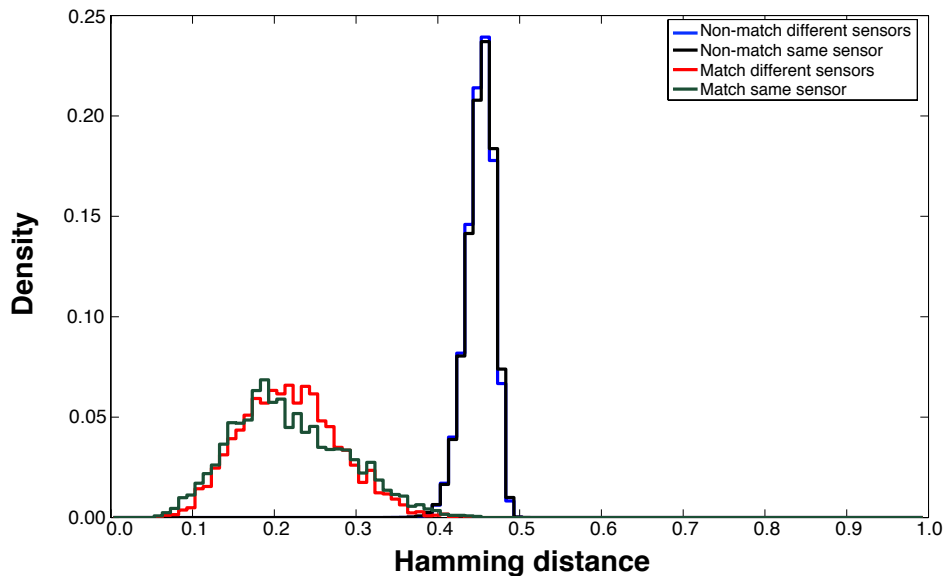 0.25
0.20
0.15
0.10
0.05
0.00
Density
Non-match different sensors
Non-match same sensor
Match different sensors
Match same sensor
0.0 0.1 0.2 0.3 0.4 0.5 0.6 0.7 0.8 0.9 1.0
Hamming distance